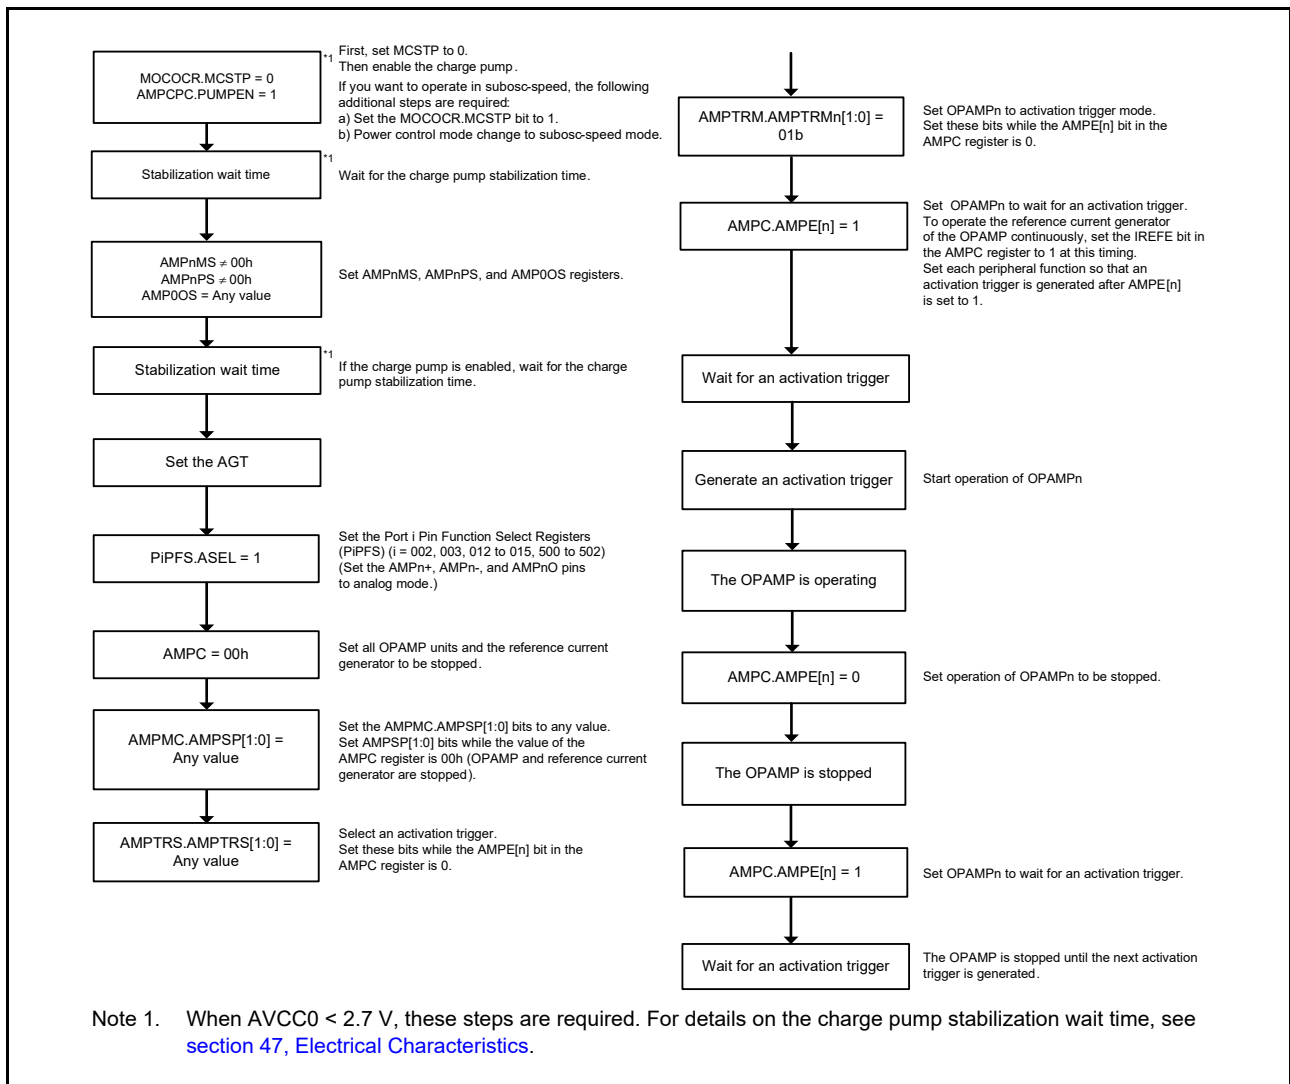 MOCOCR.MCSTP = 0
AMPCPC.PUMPEN = 1
*1
First, set MCSTP to 0.
Then enable the charge pump.
If you want to operate in subosc-speed, the following
additional steps are required:
a) Set the MOCOCR.MCSTP bit to 1.
b) Power control mode change to subosc-speed mode.
Stabilization wait time
*1
Wait for the charge pump stabilization time.
AMPnMS ≠ 00h
AMPnPS ≠ 00h
AMP0OS = Any value
Set AMPnMS, AMPnPS, and AMP0OS registers.
Stabilization wait time
*1
If the charge pump is enabled, wait for the charge
pump stabilization time.
Set the AGT
PiPFS.ASEL = 1
Set the Port i Pin Function Select Registers
(PiPFS) (i = 002, 003, 012 to 015, 500 to 502)
(Set the AMPn+, AMPn-, and AMPnO pins
to analog mode.)
AMPC = 00h
Set all OPAMP units and the reference current
generator to be stopped.
AMPMC.AMPSP[1:0] =
Any value
Set the AMPMC.AMPSP[1:0] bits to any value.
Set AMPSP[1:0] bits while the value of the
AMPC register is 00h (OPAMP and reference current
generator are stopped).
AMPTRS.AMPTRS[1:0] =
Any value
Select an activation trigger.
Set these bits while the AMPE[n] bit in the
AMPC register is 0.
AMPTRM.AMPTRMn[1:0] =
01b
Set OPAMPn to activation trigger mode.
Set these bits while the AMPE[n] bit in the
AMPC register is 0.
AMPC.AMPE[n] = 1
Set OPAMPn to wait for an activation trigger.
To operate the reference current generator
of the OPAMP continuously, set the IREFE bit in
the AMPC register to 1 at this timing.
Set each peripheral function so that an
activation trigger is generated after AMPE[n]
is set to 1.
Wait for an activation trigger
Generate an activation trigger
Start operation of OPAMPn
The OPAMP is operating
AMPC.AMPE[n] = 0
Set operation of OPAMPn to be stopped.
The OPAMP is stopped
AMPC.AMPE[n] = 1
Set OPAMPn to wait for an activation trigger.
Wait for an activation trigger
The OPAMP is stopped until the next activation
trigger is generated.
Note 1. When AVCC0 < 2.7 V, these steps are required. For details on the charge pump stabilization wait time, see
section 47, Electrical Characteristics.